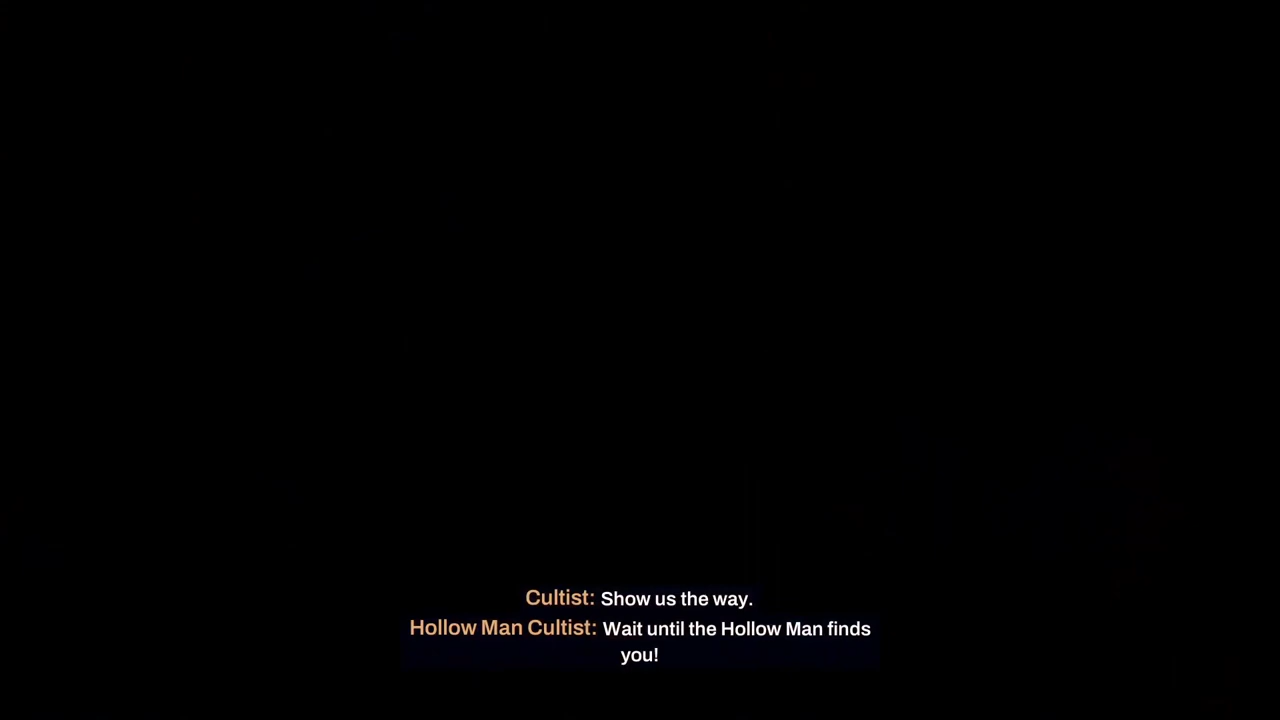 Cultist: Show us the way.
Hollow Man Cultist: Wait until the Hollow Man finds
you!